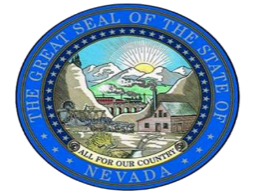 THE GREAT SEAL OF THE STATE OF
NEVADA
ALL FOR OUR COUNTRY